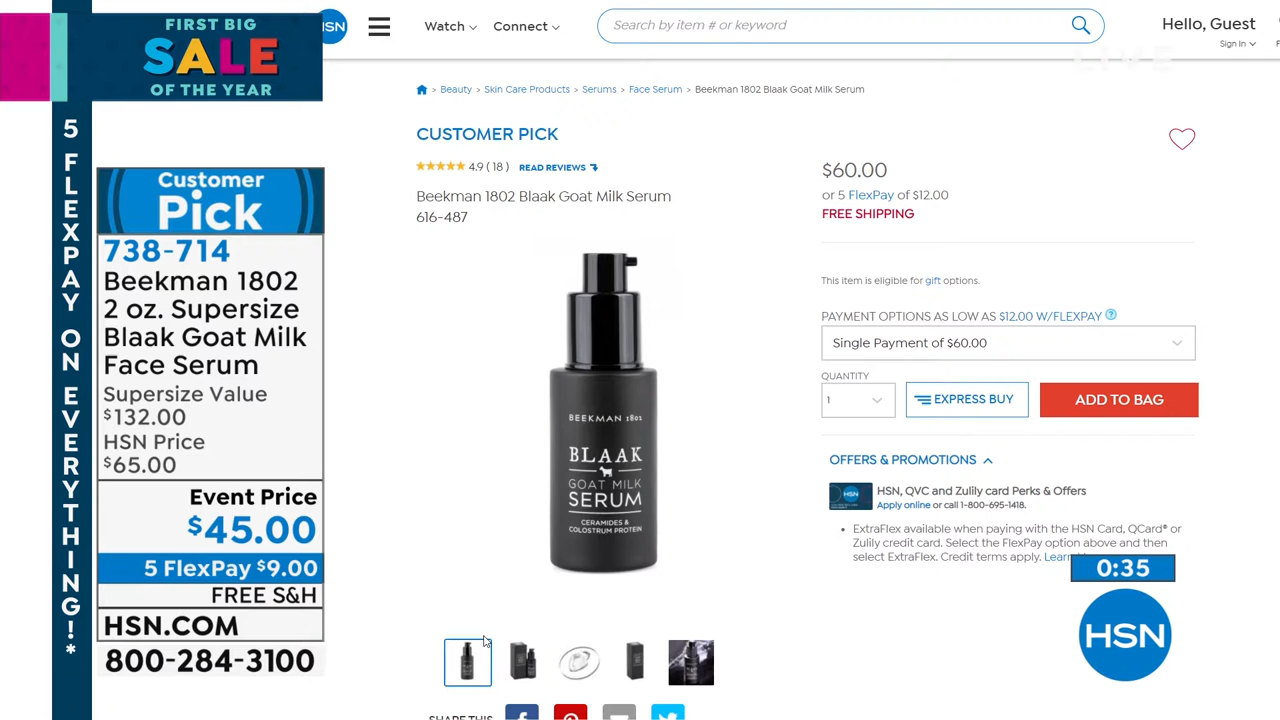 FIRST BIG
SALE
OF THE YEAR
5 FLEXPAY ON EVERYTHING!*
Customer
Pick
738-714
Beekman 1802
2 oz. Supersize
Blaak Goat Milk
Face Serum
Supersize Value
$132.00
HSN Price
$65.00
Event Price
$45.00
5 FlexPay $9.00
FREE S&H
HSN.COM
800-284-3100
HSN
Watch
Connect
Search by item # or keyword
Hello, Guest
Sign In
LIVE
> Beauty > Skin Care Products > Serums > Face Serum > Beekman 1802 Blaak Goat Milk Serum
CUSTOMER PICK
4.9 ( 18 ) READ REVIEWS
Beekman 1802 Blaak Goat Milk Serum
616-487
BEEKMAN 1802
BLAAK
GOAT MILK
SERUM
CERAMIDES &
COLOSTRUM PROTEIN
SHARE THIS
$60.00
or 5 FlexPay of $12.00
FREE SHIPPING
This item is eligible for gift options.
PAYMENT OPTIONS AS LOW AS $12.00 W/FLEXPAY ?
Single Payment of $60.00
QUANTITY
1
EXPRESS BUY
ADD TO BAG
OFFERS & PROMOTIONS
HSN
HSN, QVC and Zulily card Perks & Offers
Apply online or call 1-800-695-1418.
• ExtraFlex available when paying with the HSN Card, QCard® or
Zulily credit card. Select the FlexPay option above and then
select ExtraFlex. Credit terms apply. Learn
0:35
HSN